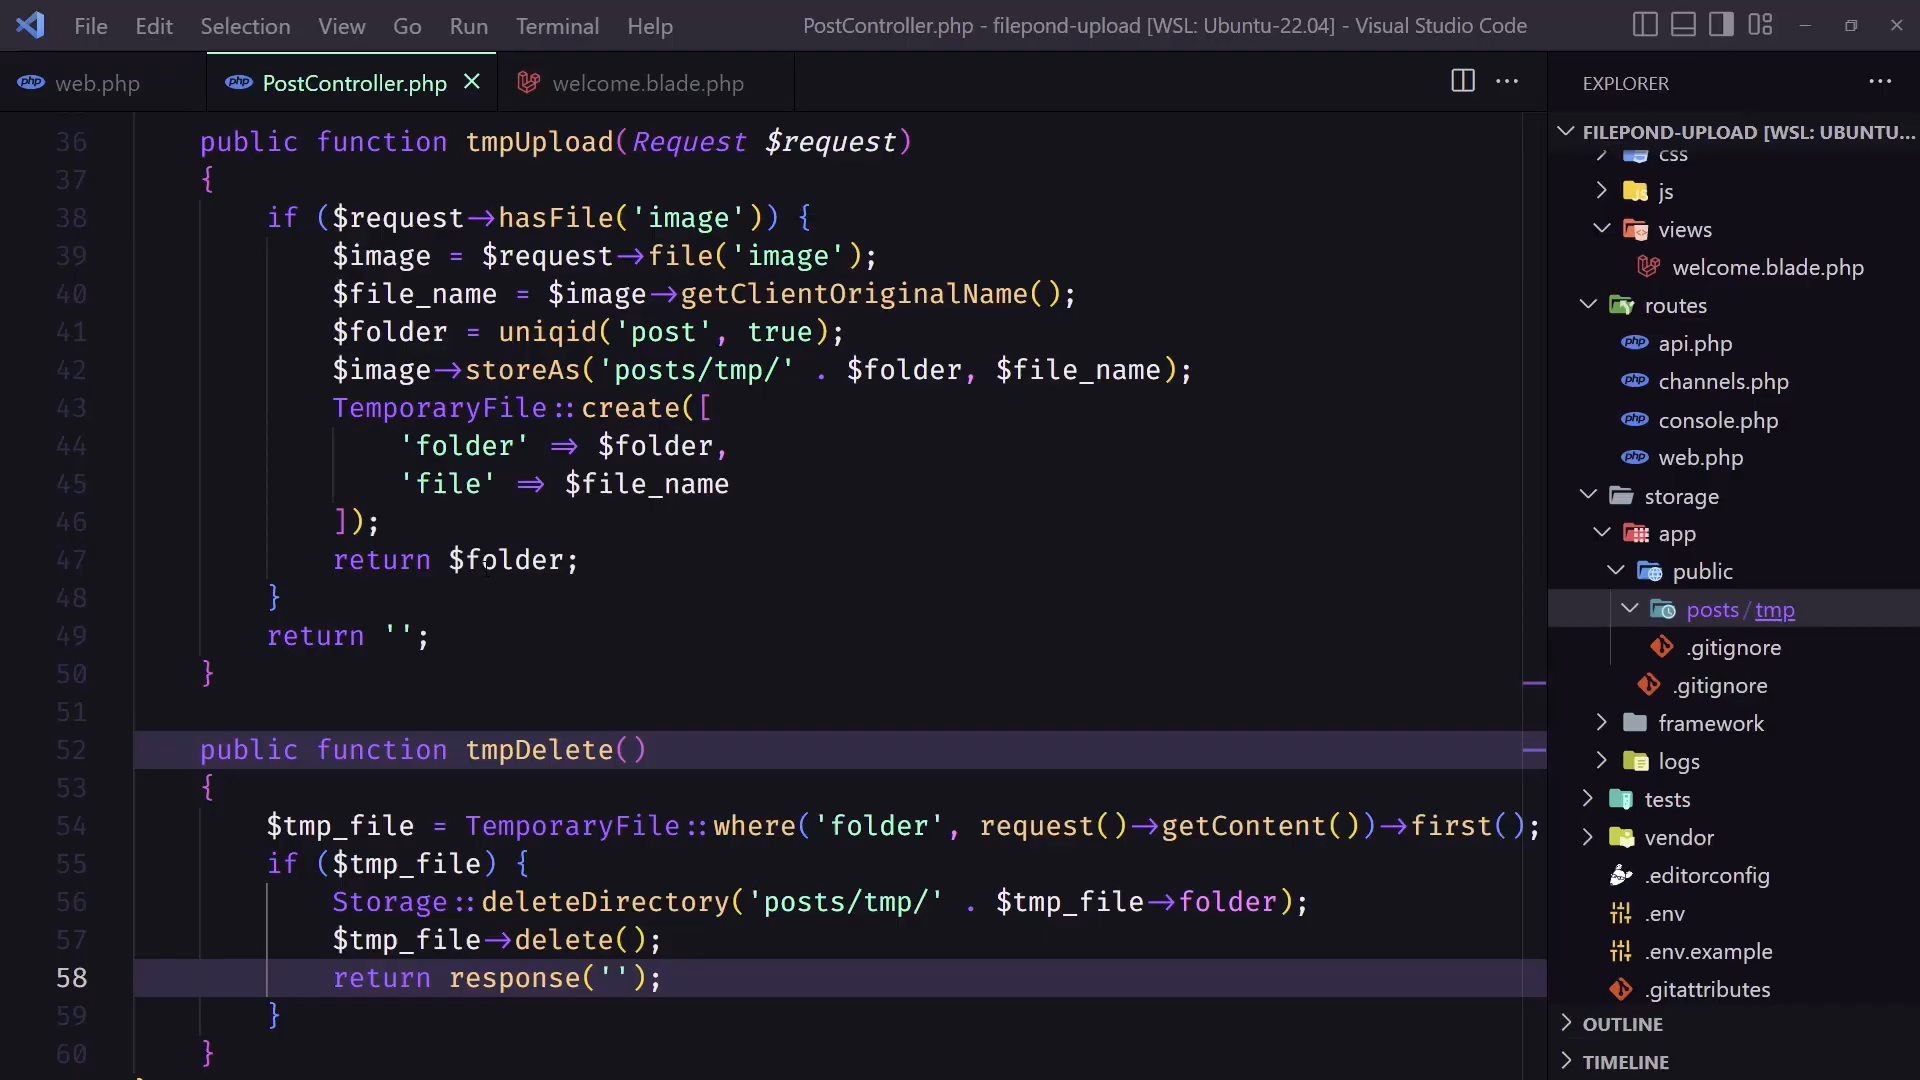 File Edit Selection View Go Run Terminal Help
PostController.php - filepond-upload [WSL: Ubuntu-22.04] - Visual Studio Code
web.php
PostController.php
welcome.blade.php
36 public function tmpUpload(Request $request)
37 {
38 if ($request->hasFile('image')) {
39 $image = $request->file('image');
40 $file_name = $image->getClientOriginalName();
41 $folder = uniqid('post', true);
42 $image->storeAs('posts/tmp/' . $folder, $file_name);
43 TemporaryFile::create([
44 'folder' => $folder,
45 'file' => $file_name
46 ]);
47 return $folder;
48 }
49 return '';
50 }
51
52 public function tmpDelete()
53 {
54 $tmp_file = TemporaryFile::where('folder', request()->getContent())->first();
55 if ($tmp_file) {
56 Storage::deleteDirectory('posts/tmp/' . $tmp_file->folder);
57 $tmp_file->delete();
58 return response('');
59 }
60 }
EXPLORER
FILEPOND-UPLOAD [WSL: UBUNTU...
css
js
views
welcome.blade.php
routes
php api.php
php channels.php
php console.php
php web.php
storage
app
public
posts / tmp
.gitignore
.gitignore
framework
logs
tests
vendor
.editorconfig
.env
.env.example
.gitattributes
OUTLINE
TIMELINE